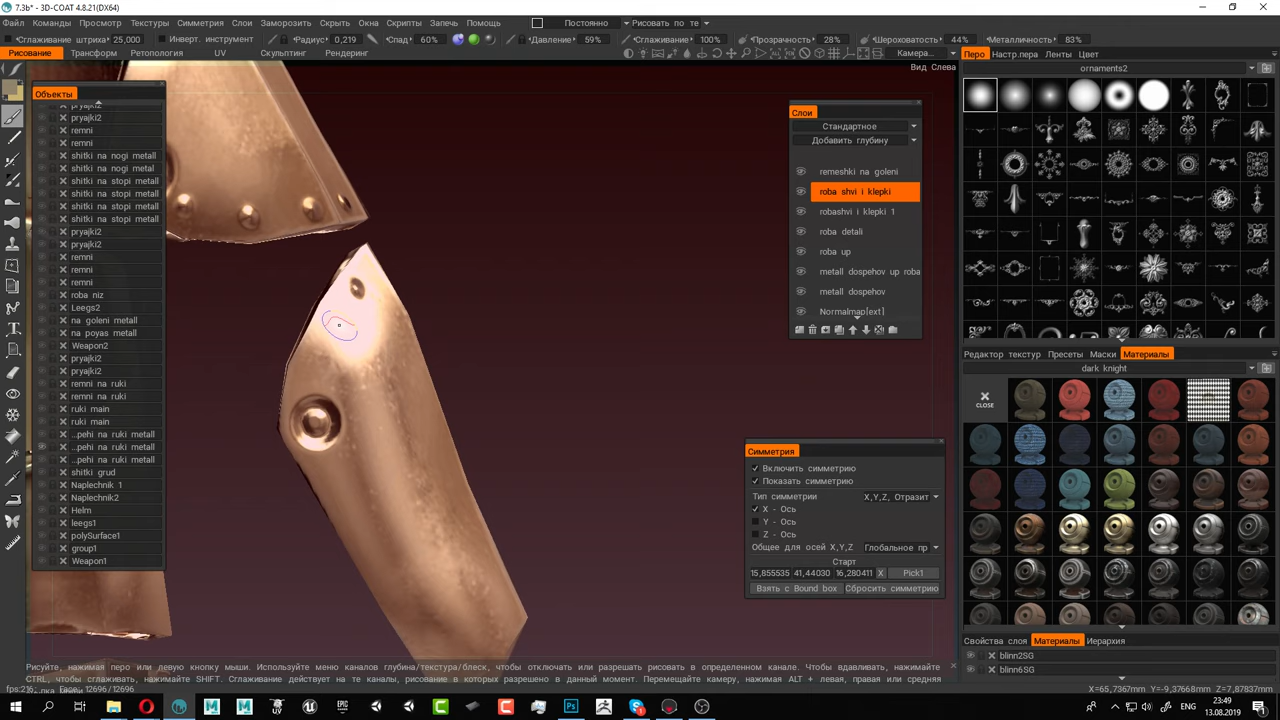 7.3b* - 3D-COAT 4.8.21(DX64)
Файл Команды Просмотр Текстуры Симметрия Слои Заморозить Скрыть Окна Скрипты Запечь Помощь Постоянно Рисовать по те
Сглаживание штриха 25,000 Инверт. инструмент Радиус 0,219 Спад 60% Давление 59% Сглаживание 100% Прозрачность 28% Шероховатость 44% Металличность 83%
Рисование Трансформ Ретопология UV Скульптинг Рендеринг Камера... Перо Настр.пера Ленты Цвет
Вид Слева
ornaments2
Объекты
pryajki2
pryajki2
remni
remni
shitki na nogi metall
shitki na nogi metal
shitki na stopi metall
shitki na stopi metall
shitki na stopi metall
shitki na stopi metall
pryajki2
pryajki2
remni
remni
remni
roba niz
Leegs2
na goleni metall
na poyas metall
Weapon2
pryajki2
pryajki2
remni na ruki
remni na ruki
ruki main
ruki main
...pehi na ruki metall
...pehi na ruki metall
...pehi na ruki metall
shitki grud
Naplechnik 1
Naplechnik2
Helm
leegs1
polySurface1
group1
Weapon1
Слои
Стандартное
Добавить глубину
remeshki na goleni
roba shvi i klepki
robashvi i klepki 1
roba detali
roba up
metall dospehov up roba
metall dospehov
Normalmap[ext]
Симметрия
Включить симметрию
Показать симметрию
Тип симметрии X,Y,Z, Отразит
X - Ось
Y - Ось
Z - Ось
Общее для осей X,Y,Z Глобальное пр
Старт
15,855535 41,44030 16,280411 X Pick1
Взять с Bound box Сбросить симметрию
Редактор текстур Пресеты Маски Материалы
dark knight
CLOSE
Свойства слоя Материалы Иерархия
blinn2SG
blinn6SG
Рисуйте, нажимая перо или левую кнопку мыши. Используйте меню каналов глубина/текстура/блеск, чтобы отключать или разрешать рисовать в определенном канале. Чтобы вдавливать, нажимайте
CTRL, чтобы сглаживать, нажимайте SHIFT. Сглаживание действует на те каналы, рисование в которых разрешено в данный момент. Перемещайте камеру, нажимая ALT + левая, правая или средняя
X=65,7367mm Y=-9,37668mm Z=7,87837mm
ENG 23:49
13.08.2019